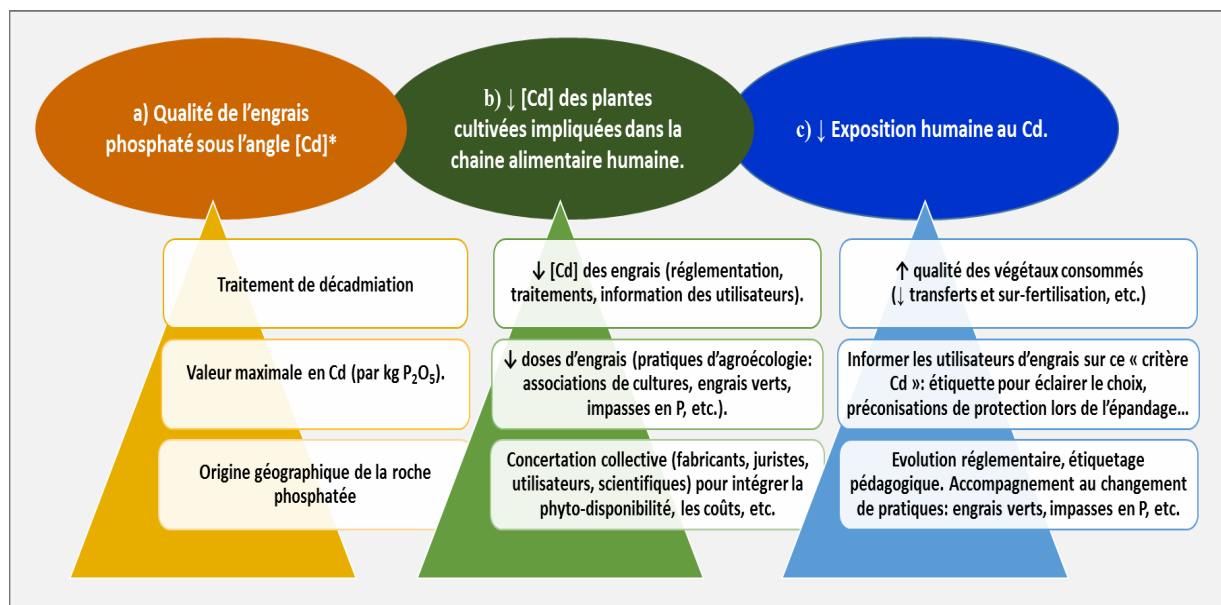 a) Qualité de l’engrais
phosphaté sous l’angle [Cd]*
Traitement de décadmiation
Valeur maximale en Cd (par kg P₂O₅).
Origine géographique de la roche
phosphatée
b) ↓ [Cd] des plantes
cultivées impliquées dans la
chaine alimentaire humaine.
↓ [Cd] des engrais (réglementation,
traitements, information des utilisateurs).
↓ doses d’engrais (pratiques d’agroécologie:
associations de cultures, engrais verts,
impasses en P, etc.).
Concertation collective (fabricants, juristes,
utilisateurs, scientifiques) pour intégrer la
phyto-disponibilité, les coûts, etc.
c) ↓ Exposition humaine au Cd.
↑ qualité des végétaux consommés
(↓ transferts et sur-fertilisation, etc.)
Informer les utilisateurs d’engrais sur ce « critère
Cd »: étiquette pour éclairer le choix,
préconisations de protection lors de l’épandage…
Evolution réglementaire, étiquetage
pédagogique. Accompagnement au changement
de pratiques: engrais verts, impasses en P, etc.